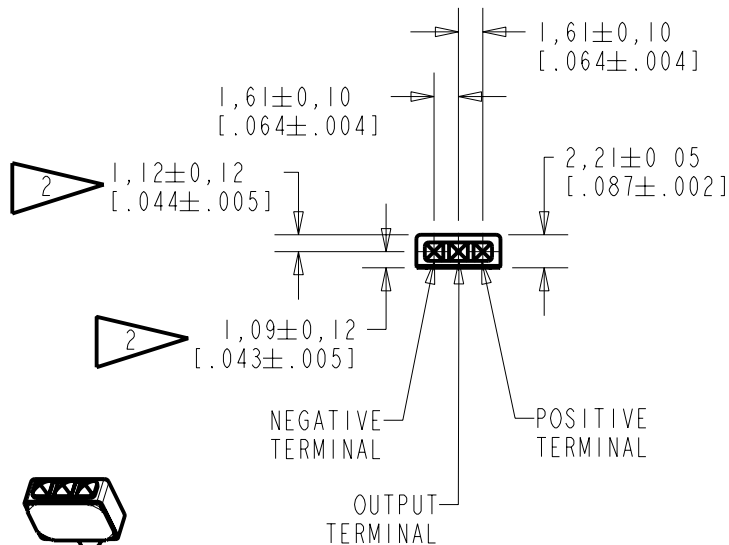 1,61±0,10
[.064±.004]
1,61±0,10
[.064±.004]
2 1,12±0,12
[.044±.005]
2,21±0 05
[.087±.002]
2 1,09±0,12
[.043±.005]
NEGATIVE
TERMINAL
POSITIVE
TERMINAL
OUTPUT
TERMINAL